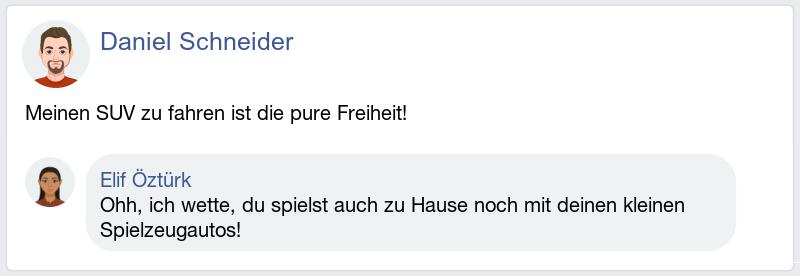 Daniel Schneider
Meinen SUV zu fahren ist die pure Freiheit!
Elif Öztürk
Ohh, ich wette, du spielst auch zu Hause noch mit deinen kleinen
Spielzeugautos!